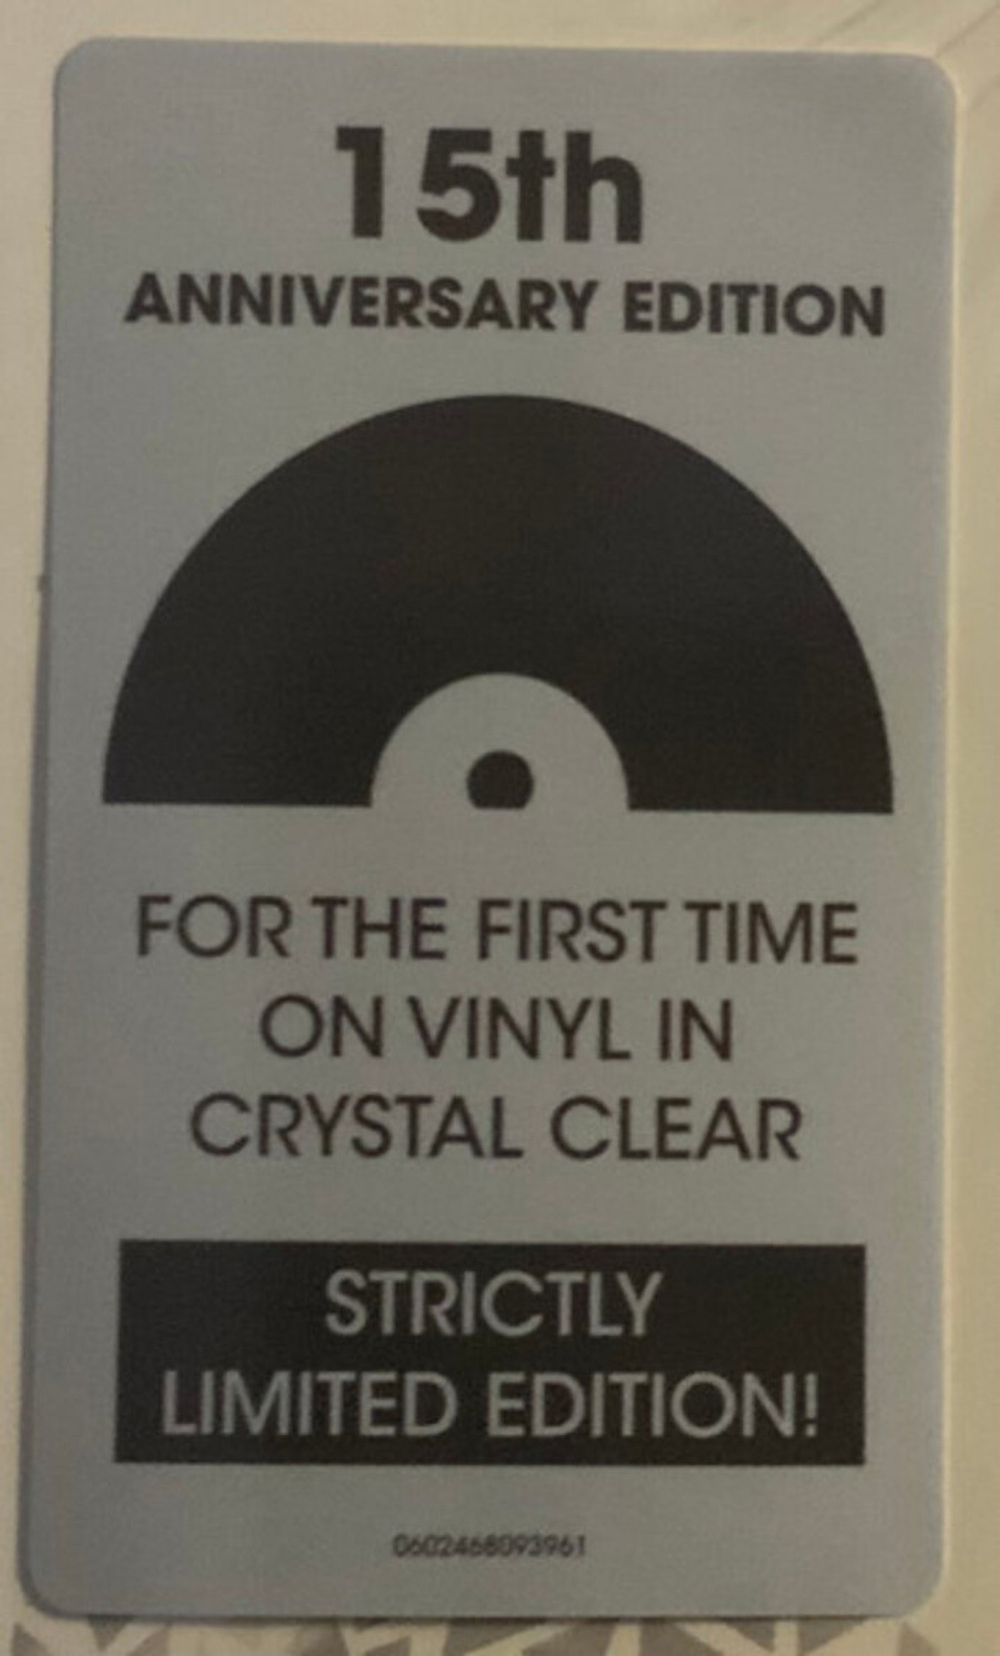 15th
ANNIVERSARY EDITION
FOR THE FIRST TIME
ON VINYL IN
CRYSTAL CLEAR
STRICTLY
LIMITED EDITION!
0602468093961